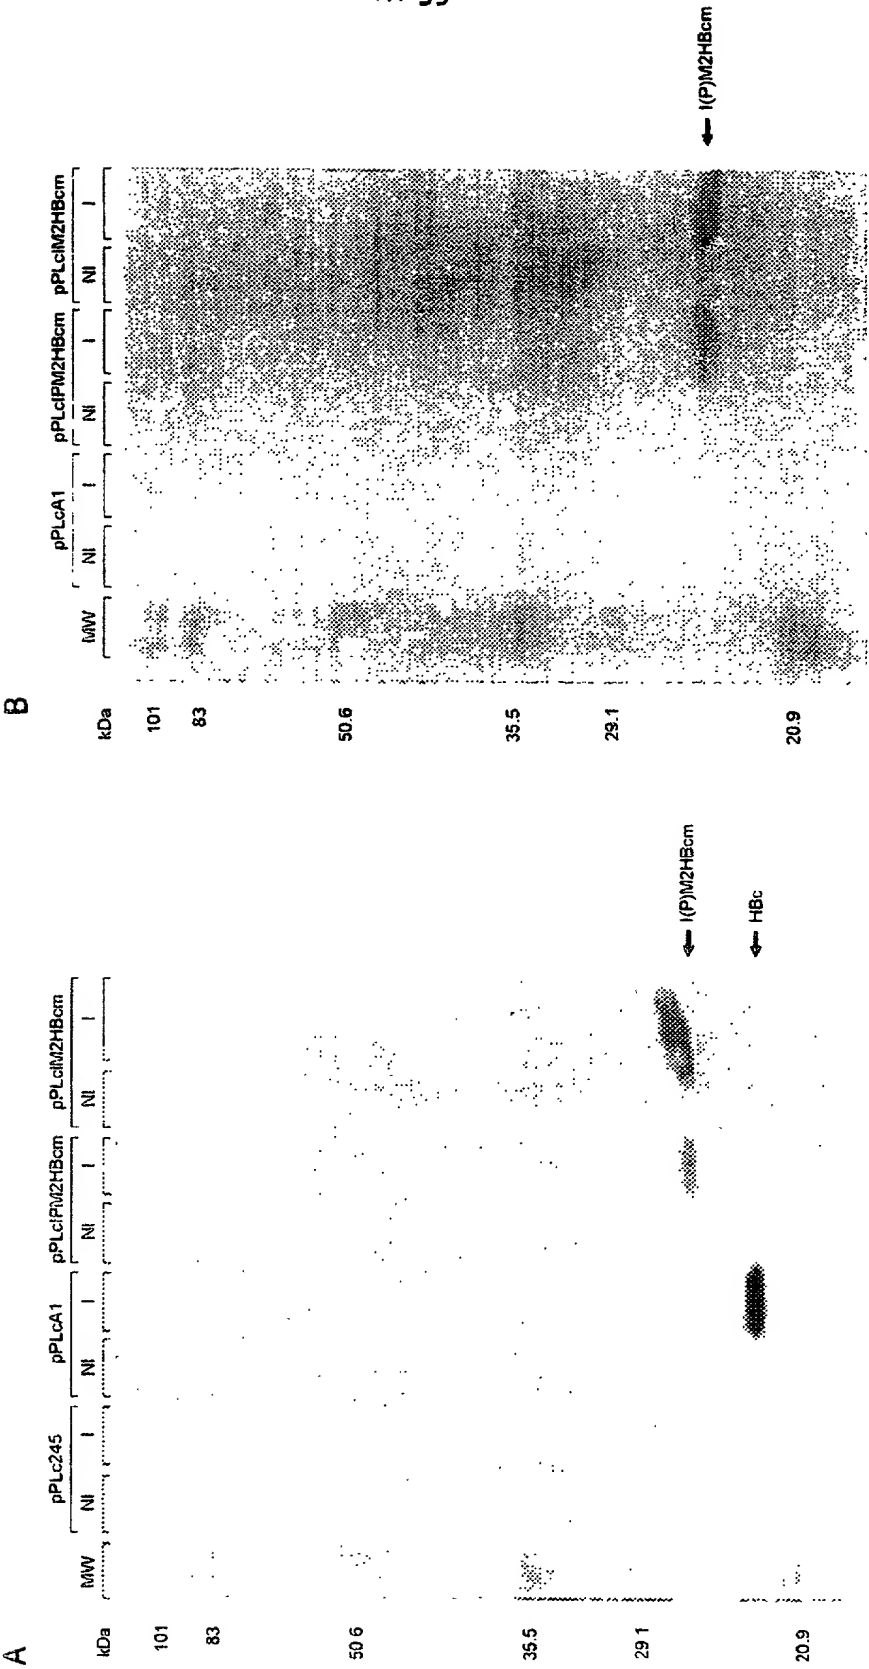 A
kDa
101
83
50.6
35.5
29.1
20.9
MW
pPLc245
NI I
pPLcA1
NI I
pPLcIPM2HBcm
NI I
pPLcIM2HBcm
NI I
I(P)M2HBcm
HBc
B
kDa
101
83
50.6
35.5
29.1
20.9
MW
pPLcA1
NI I
pPLcIPM2HBcm
NI I
pPLcIM2HBcm
NI I
I(P)M2HBcm